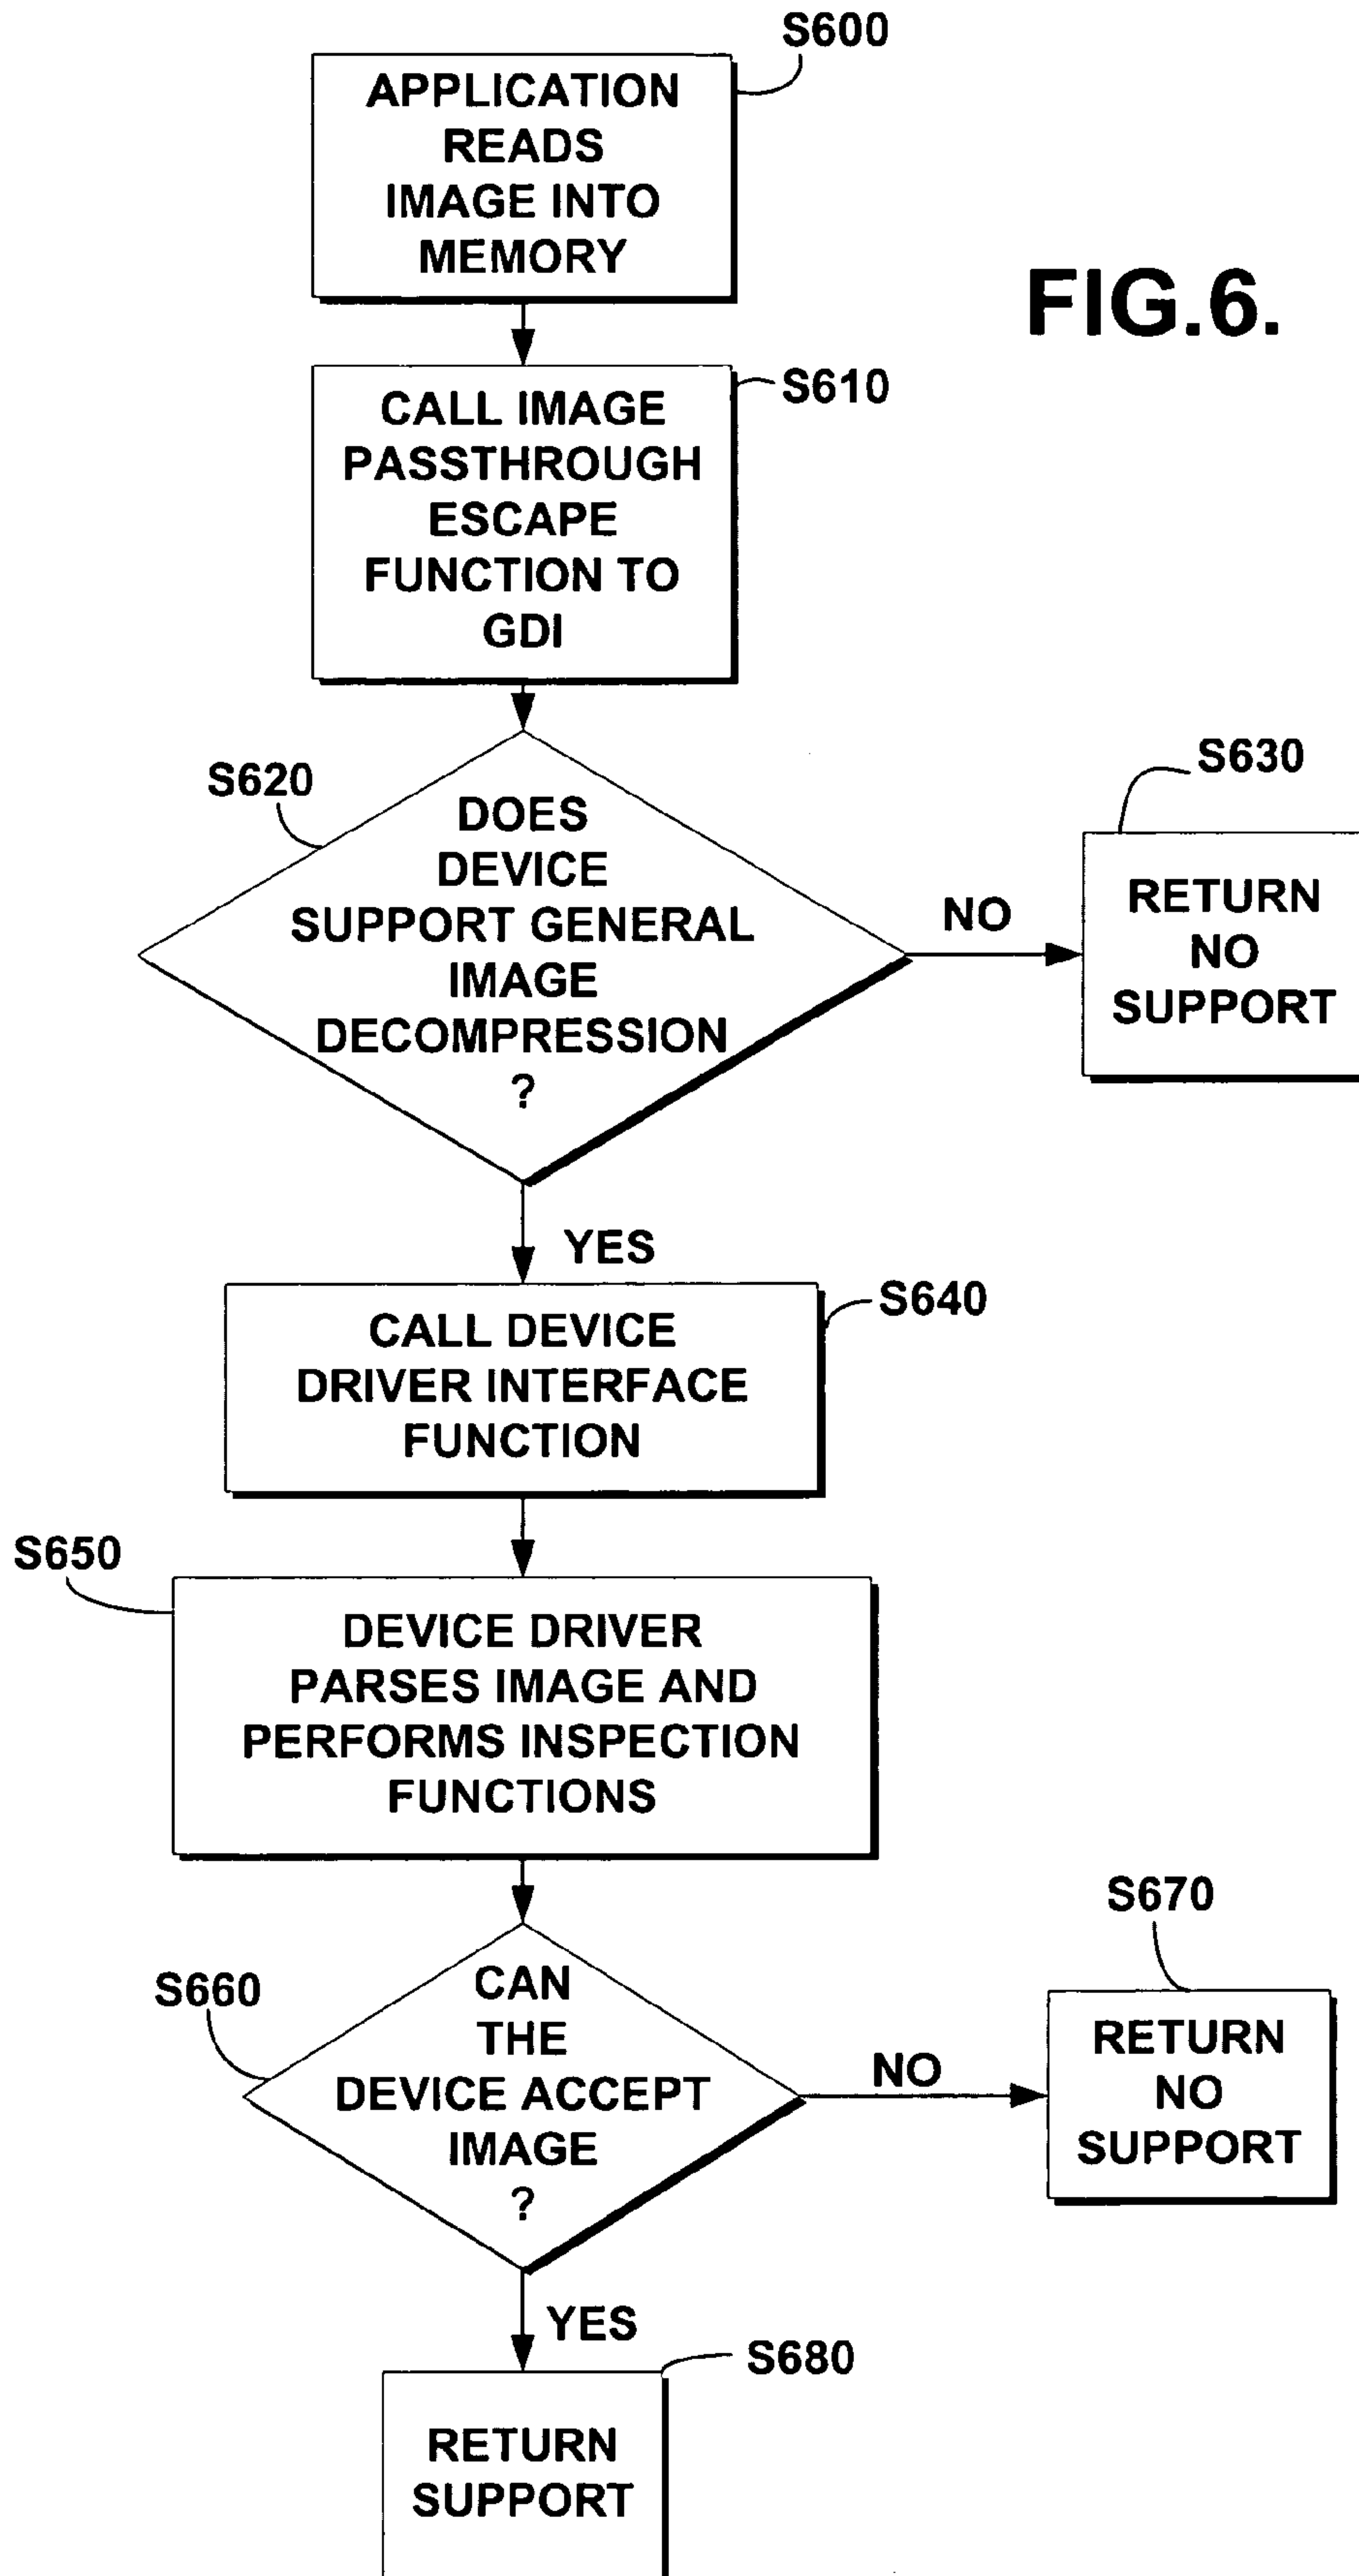 S600
APPLICATION
READS
IMAGE INTO
MEMORY
FIG.6.
S610
CALL IMAGE
PASSTHROUGH
ESCAPE
FUNCTION TO
GDI
S620
DOES
DEVICE
SUPPORT GENERAL
IMAGE
DECOMPRESSION
?
NO
S630
RETURN
NO
SUPPORT
YES
S640
CALL DEVICE
DRIVER INTERFACE
FUNCTION
S650
DEVICE DRIVER
PARSES IMAGE AND
PERFORMS INSPECTION
FUNCTIONS
S660
CAN
THE
DEVICE ACCEPT
IMAGE
?
NO
S670
RETURN
NO
SUPPORT
YES
S680
RETURN
SUPPORT